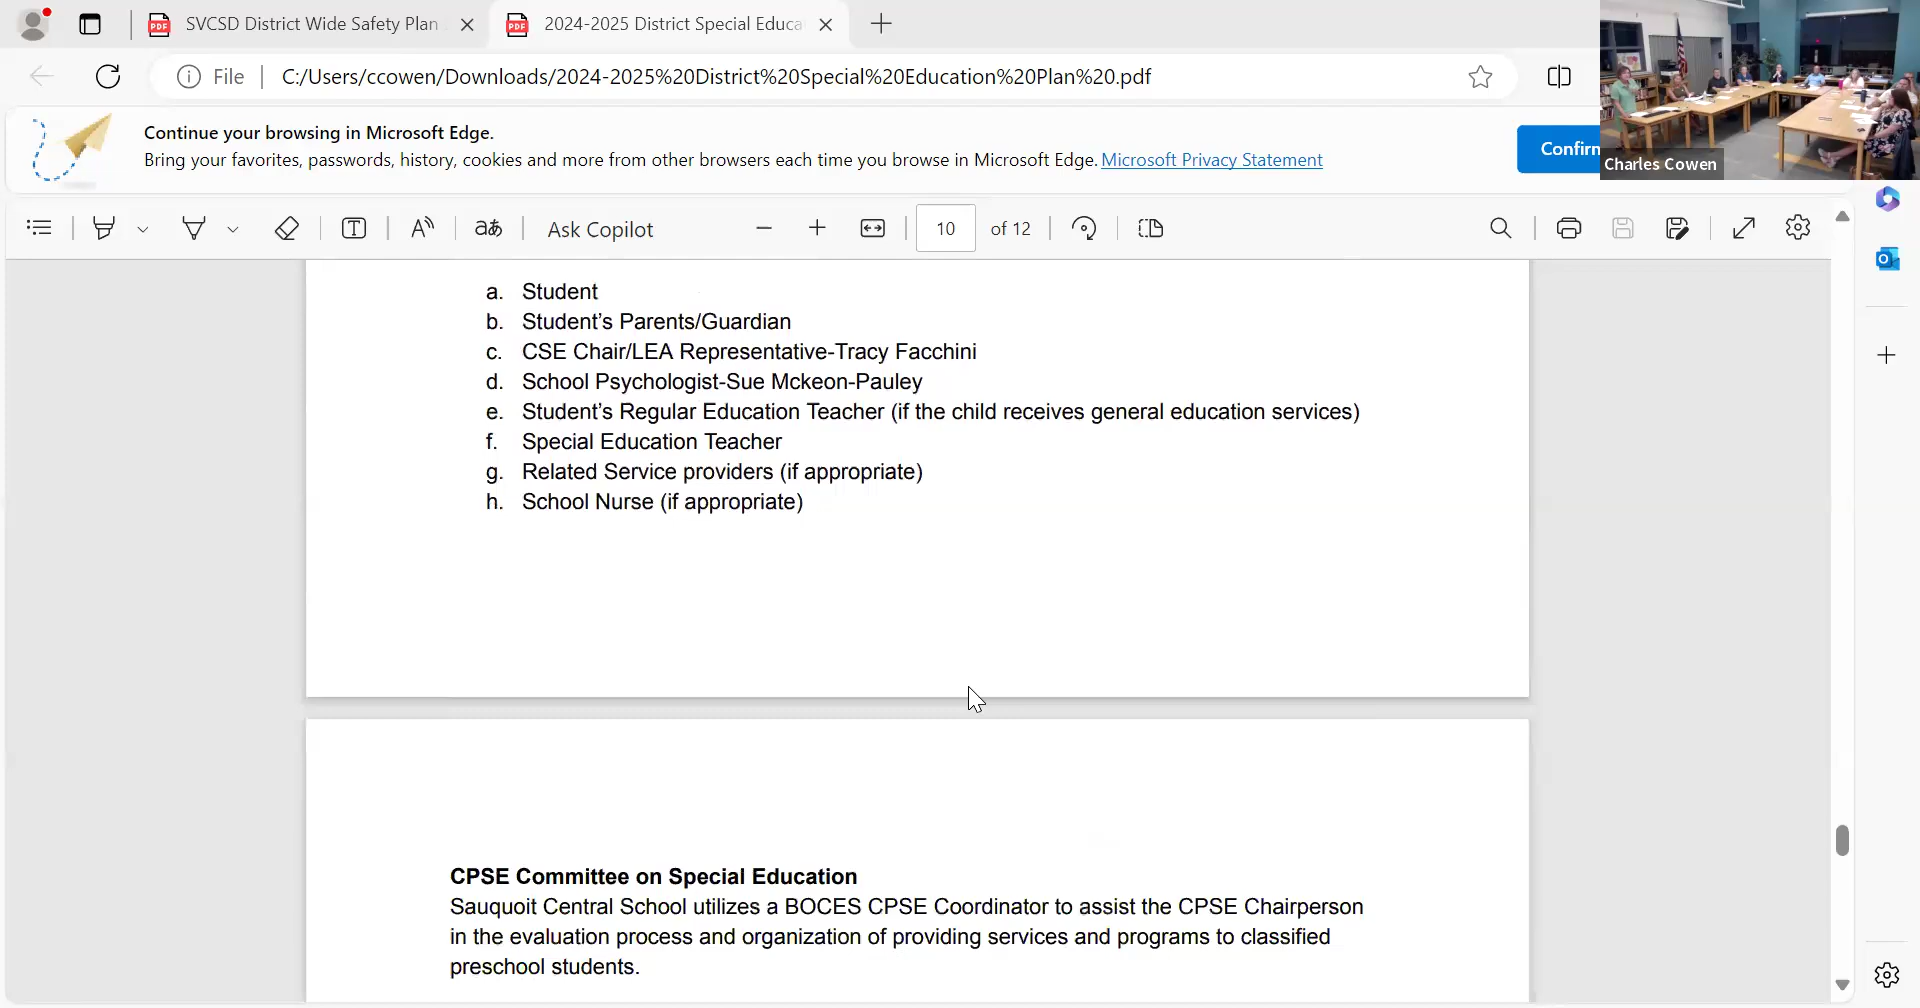 SVCSD District Wide Safety Plan
2024-2025 District Special Educa
File
C:/Users/ccowen/Downloads/2024-2025%20District%20Special%20Education%20Plan%20.pdf
Continue your browsing in Microsoft Edge.
Bring your favorites, passwords, history, cookies and more from other browsers each time you browse in Microsoft Edge. Microsoft Privacy Statement
Confirm
Charles Cowen
Ask Copilot
10 of 12
a. Student
b. Student's Parents/Guardian
c. CSE Chair/LEA Representative-Tracy Facchini
d. School Psychologist-Sue Mckeon-Pauley
e. Student's Regular Education Teacher (if the child receives general education services)
f. Special Education Teacher
g. Related Service providers (if appropriate)
h. School Nurse (if appropriate)
CPSE Committee on Special Education
Sauquoit Central School utilizes a BOCES CPSE Coordinator to assist the CPSE Chairperson
in the evaluation process and organization of providing services and programs to classified
preschool students.